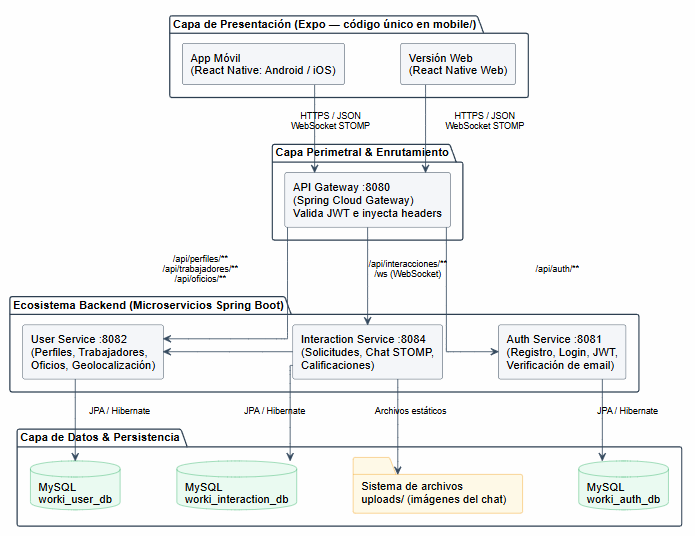 Capa de Presentación (Expo — código único en mobile/)
App Móvil
(React Native: Android / iOS)
Versión Web
(React Native Web)
HTTPS / JSON
WebSocket STOMP
HTTPS / JSON
WebSocket STOMP
Capa Perimetral & Enrutamiento
API Gateway :8080
(Spring Cloud Gateway)
Valida JWT e inyecta headers
/api/perfiles/**
/api/trabajadores/**
/api/oficios/**
/api/interacciones/**
/ws (WebSocket)
/api/auth/**
Ecosistema Backend (Microservicios Spring Boot)
User Service :8082
(Perfiles, Trabajadores,
Oficios, Geolocalización)
Interaction Service :8084
(Solicitudes, Chat STOMP,
Calificaciones)
Auth Service :8081
(Registro, Login, JWT,
Verificación de email)
JPA / Hibernate
JPA / Hibernate
Archivos estáticos
JPA / Hibernate
Capa de Datos & Persistencia
MySQL
worki_user_db
MySQL
worki_interaction_db
Sistema de archivos
uploads/ (imágenes del chat)
MySQL
worki_auth_db